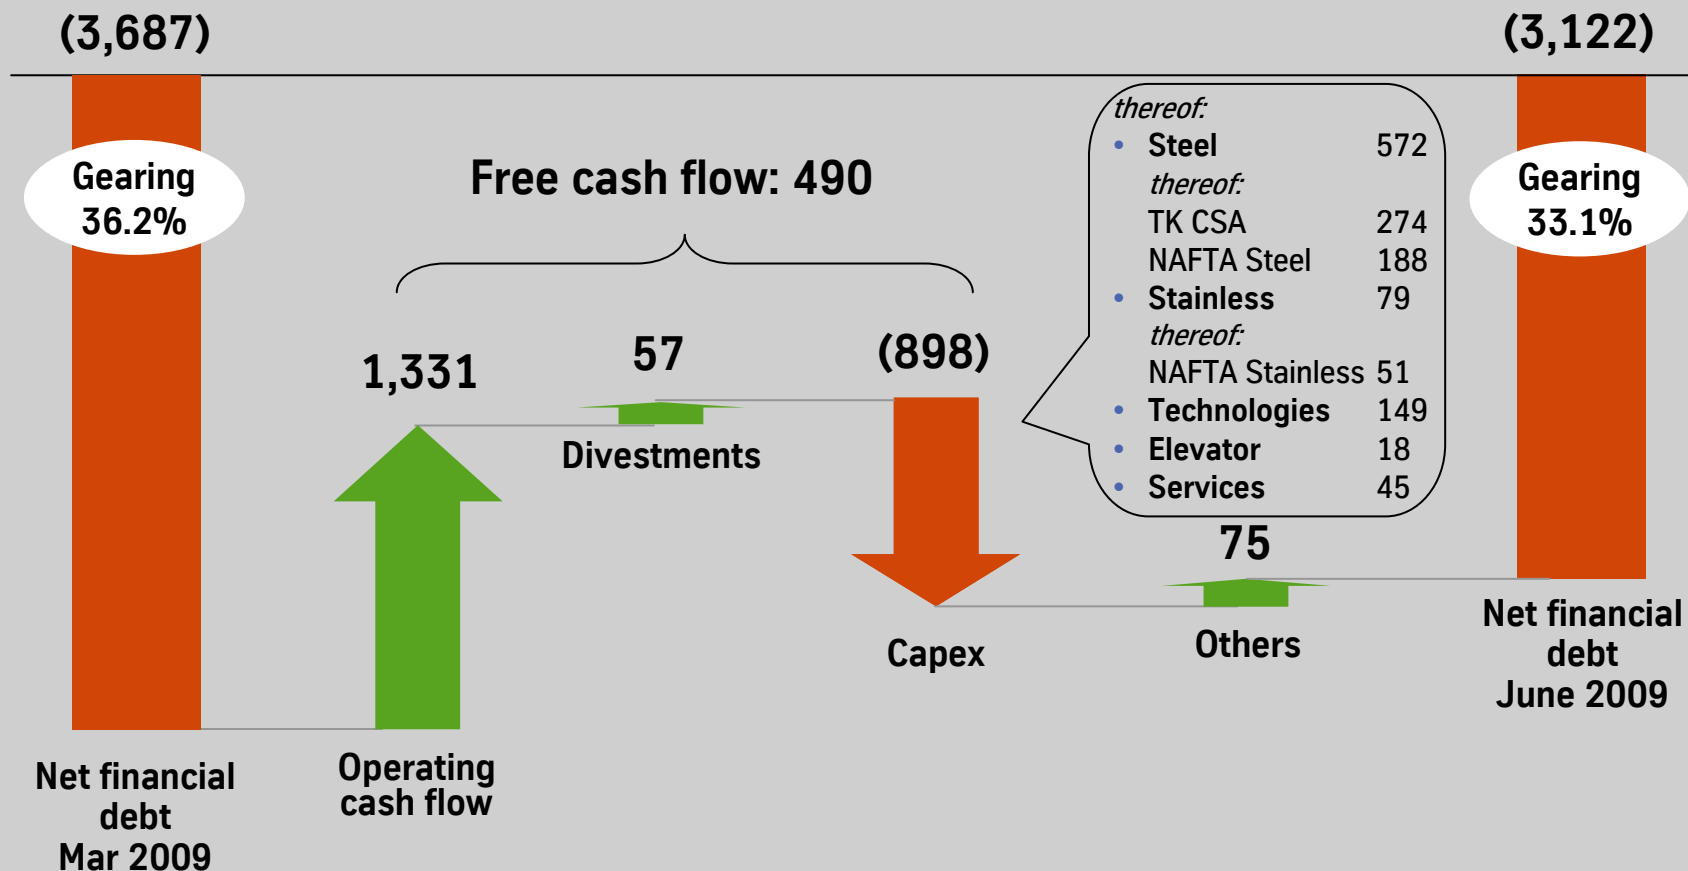 (3,687)
(3,122)
Gearing
36.2%
Free cash flow: 490
thereof:
• Steel 572
thereof:
TK CSA 274
NAFTA Steel 188
• Stainless 79
thereof:
NAFTA Stainless 51
• Technologies 149
• Elevator 18
• Services 45
Gearing
33.1%
1,331
57
(898)
Divestments
75
Capex
Others
Net financial
debt
June 2009
Operating
cash flow
Net financial
debt
Mar 2009